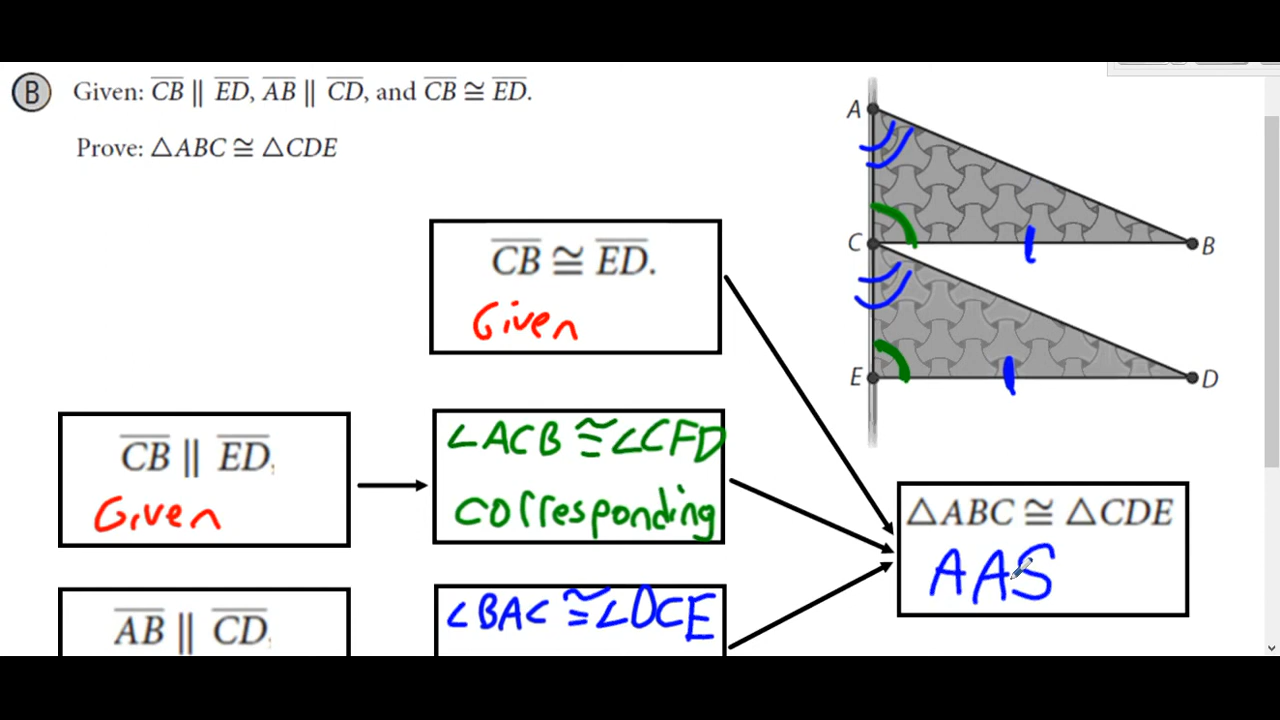 B Given: CB ∥ ED, AB ∥ CD, and CB ≅ ED.
Prove: △ABC ≅ △CDE
A
B
C
E
D
CB ≅ ED.
Given
CB ∥ ED,
Given
∠ACB ≅ ∠CFD
corresponding
△ABC ≅ △CDE
AAS
AB ∥ CD,
∠BAC ≅ ∠DCE